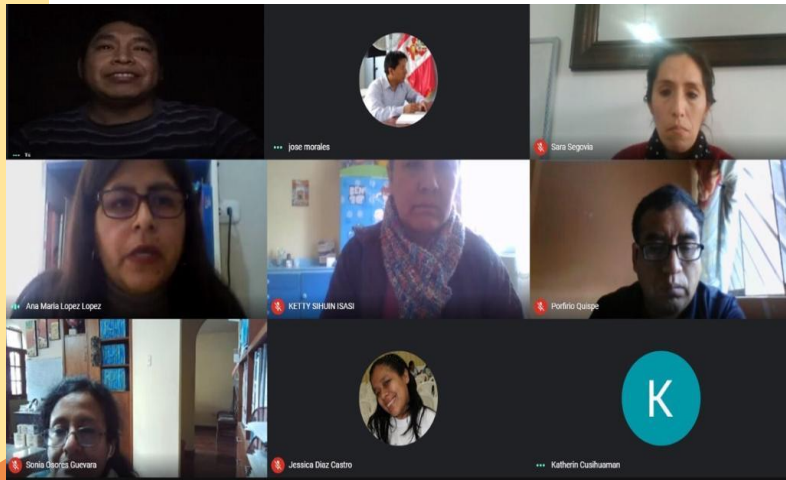 Tú
jose morales
Sara Segovia
Ana Maria Lopez Lopez
KETTY SIHUIN ISASI
Porfirio Quispe
Sonia Osores Guevara
Jessica Diaz Castro
K
Katherin Cusihuaman